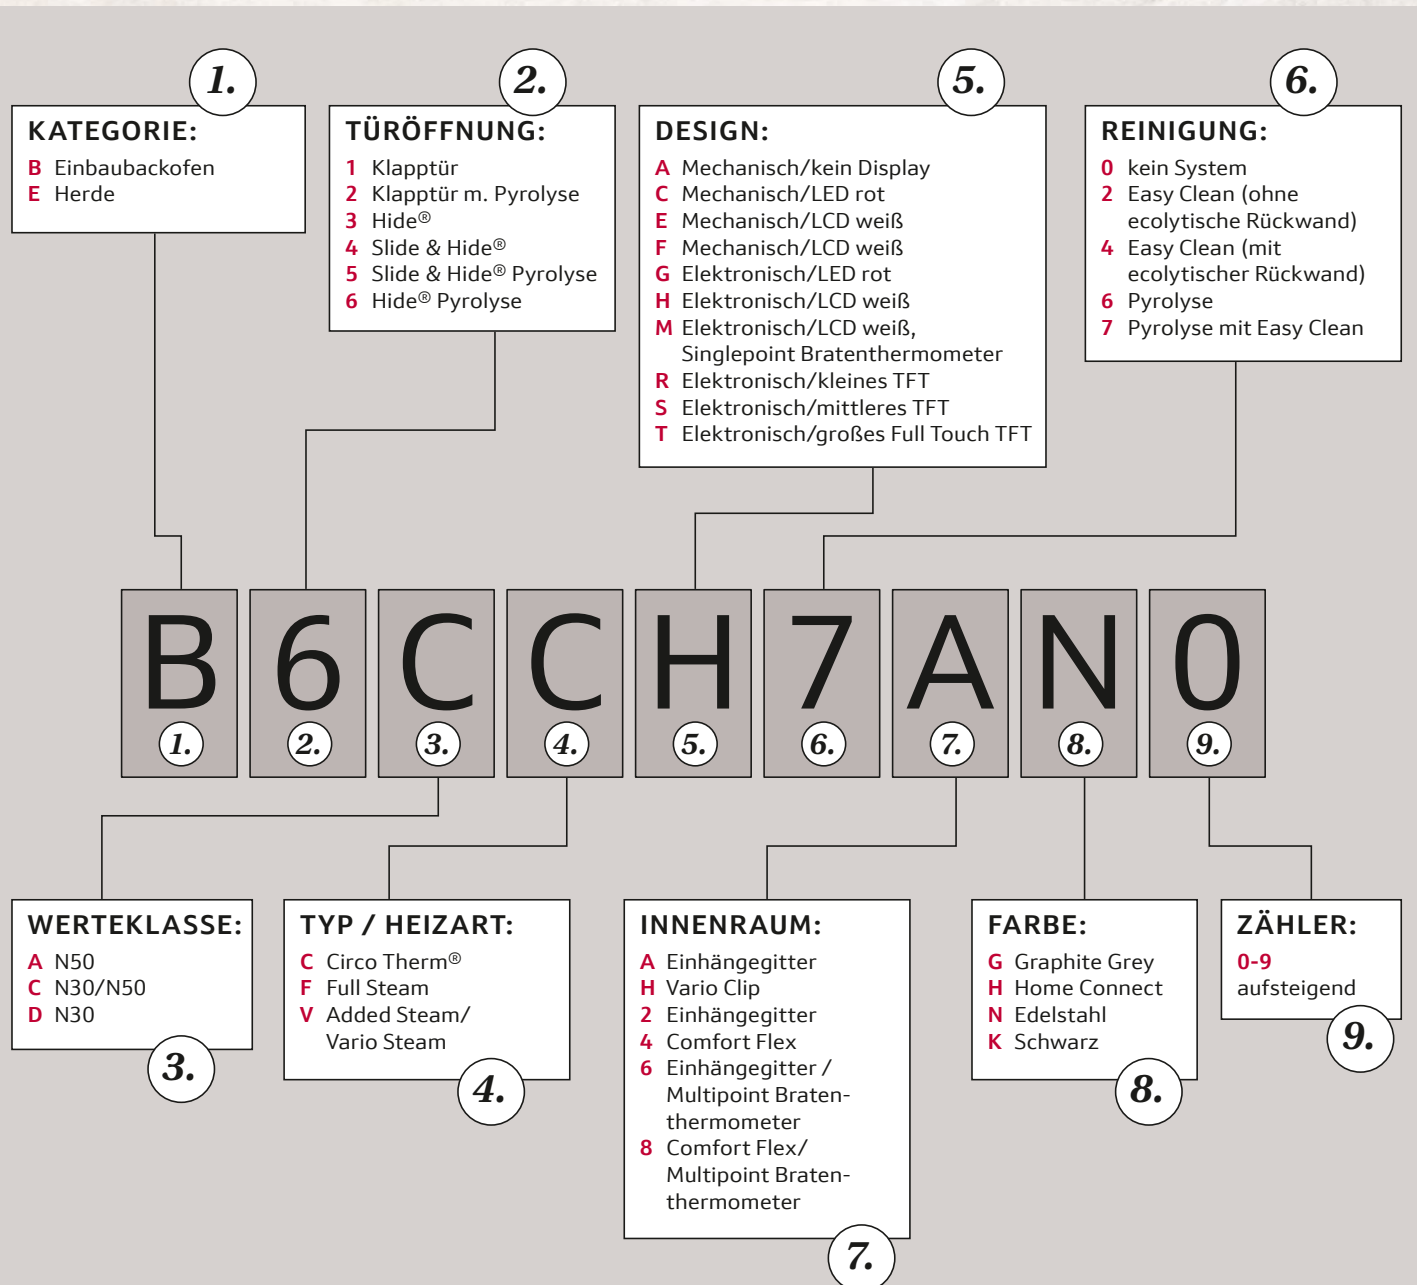 1.
KATEGORIE:
B Einbaubackofen
E Herde
2.
TÜRÖFFNUNG:
1 Klapptür
2 Klapptür m. Pyrolyse
3 Hide®
4 Slide & Hide®
5 Slide & Hide® Pyrolyse
6 Hide® Pyrolyse
5.
DESIGN:
A Mechanisch/kein Display
C Mechanisch/LED rot
E Mechanisch/LCD weiß
F Mechanisch/LCD weiß
G Elektronisch/LED rot
H Elektronisch/LCD weiß
M Elektronisch/LCD weiß,
Singlepoint Bratenthermometer
R Elektronisch/kleines TFT
S Elektronisch/mittleres TFT
T Elektronisch/großes Full Touch TFT
6.
REINIGUNG:
0 kein System
2 Easy Clean (ohne
ecolytische Rückwand)
4 Easy Clean (mit
ecolytischer Rückwand)
6 Pyrolyse
7 Pyrolyse mit Easy Clean
B 6 C C H 7 A N 0
1. 2. 3. 4. 5. 6. 7. 8. 9.
WERTEKLASSE:
A N50
C N30/N50
D N30
3.
TYP / HEIZART:
C Circo Therm®
F Full Steam
V Added Steam/
Vario Steam
4.
INNENRAUM:
A Einhängegitter
H Vario Clip
2 Einhängegitter
4 Comfort Flex
6 Einhängegitter /
Multipoint Braten-
thermometer
8 Comfort Flex/
Multipoint Braten-
thermometer
7.
FARBE:
G Graphite Grey
H Home Connect
N Edelstahl
K Schwarz
8.
ZÄHLER:
0-9
aufsteigend
9.